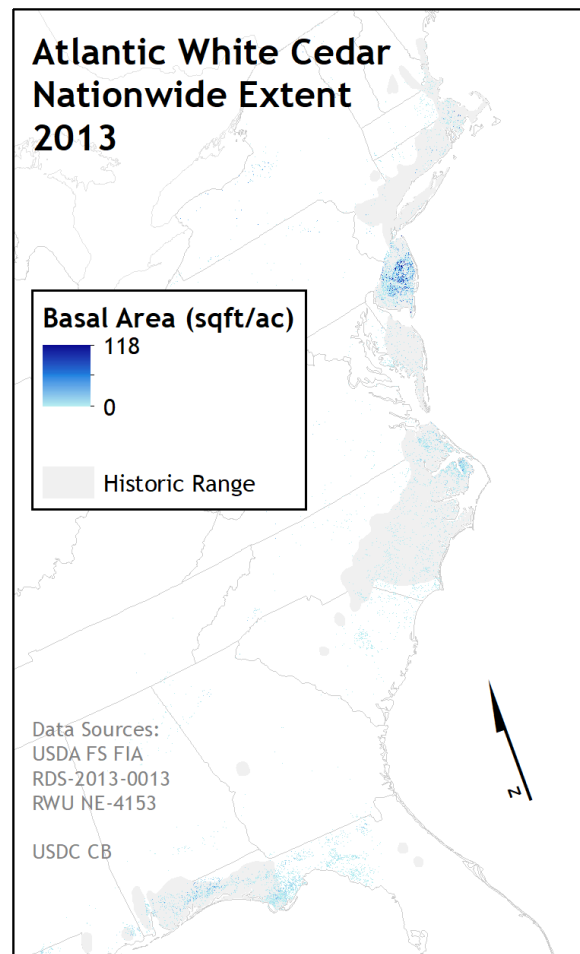 Atlantic White Cedar
Nationwide Extent
2013
Basal Area (sqft/ac)
118
0
Historic Range
Data Sources:
USDA FS FIA
RDS-2013-0013
RWU NE-4153
USDC CB
N